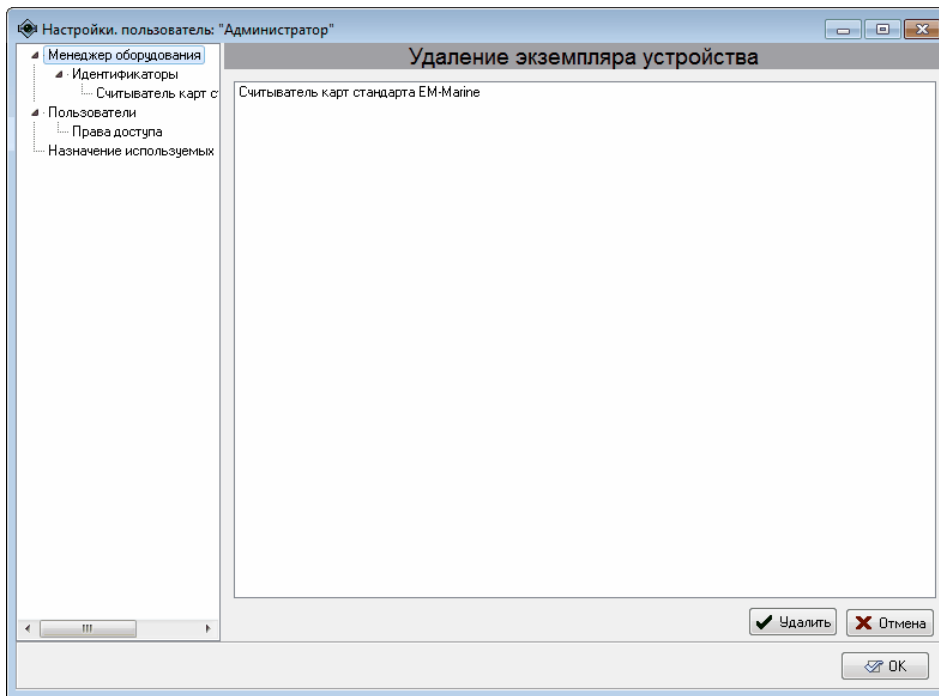 Настройки. пользователь: "Администратор"
Менеджер оборудования
Идентификаторы
Считыватель карт с
Пользователи
Права доступа
Назначение используемых
Удаление экземпляра устройства
Считыватель карт стандарта EM-Marine
Удалить
Отмена
OK